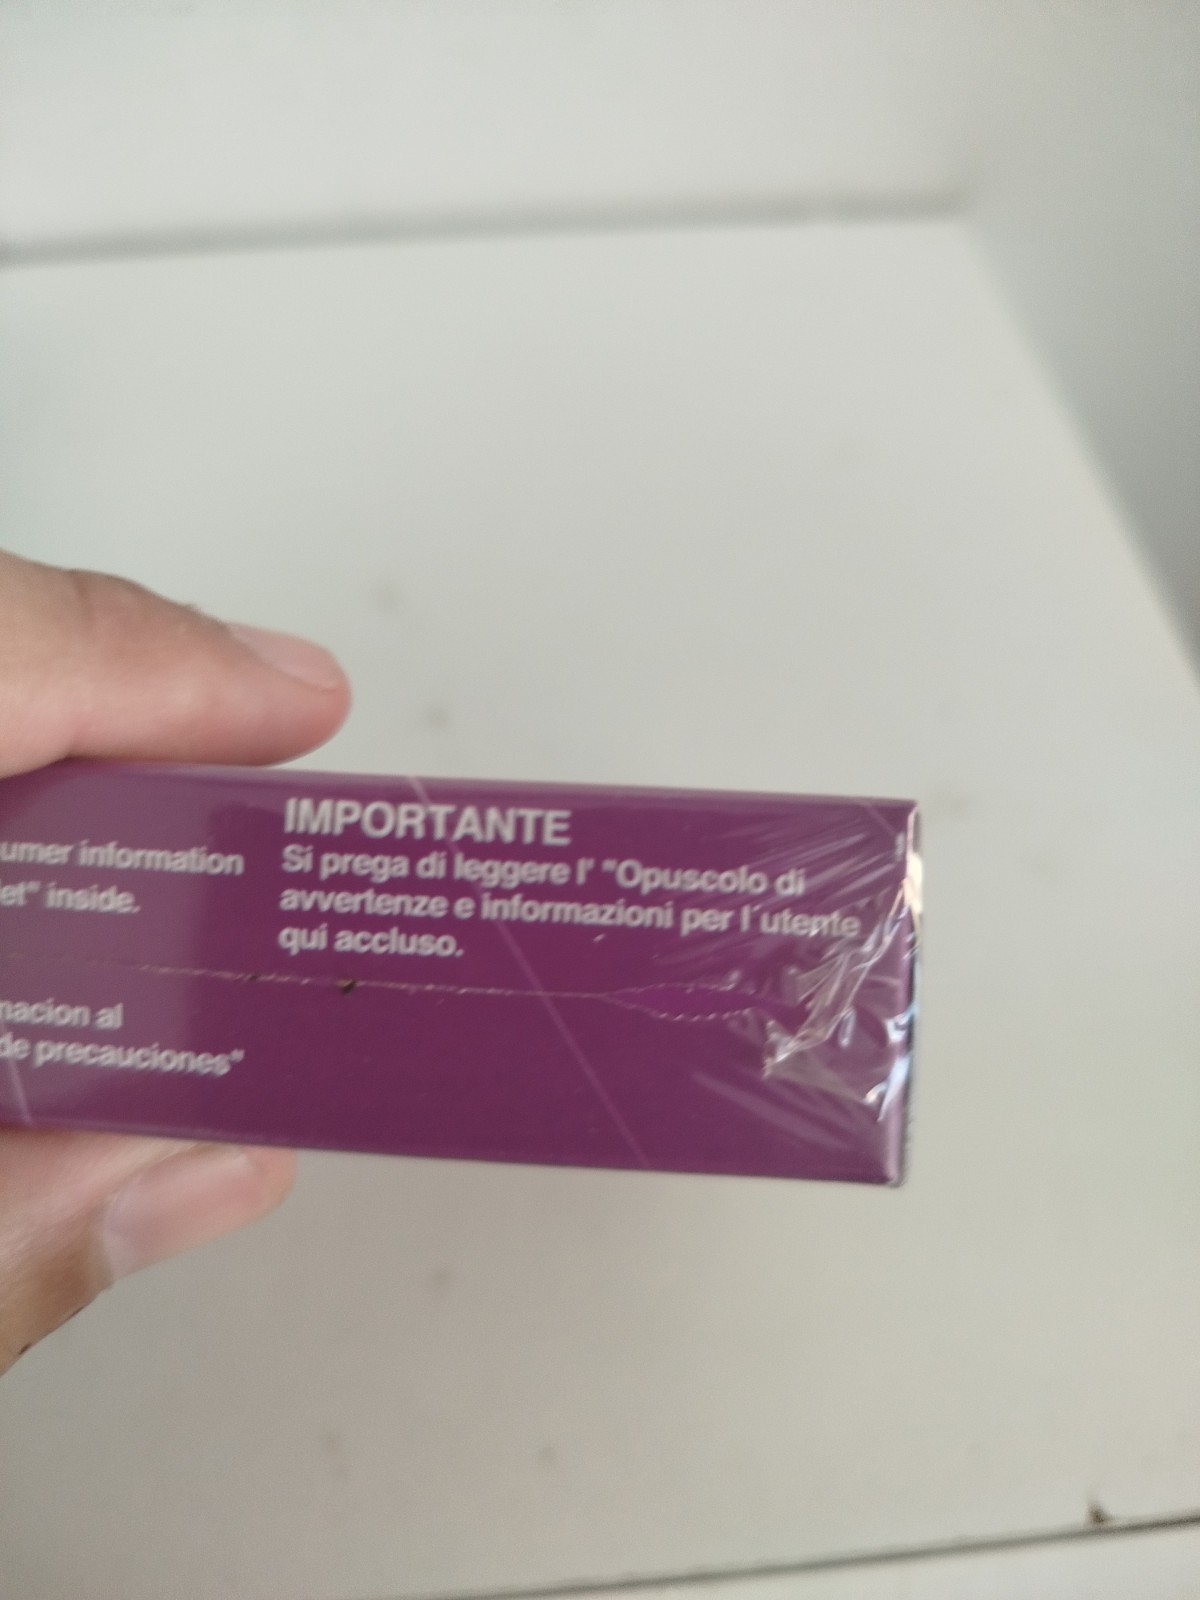 umer information
et" inside.
macion al
de precauciones"
IMPORTANTE
Si prega di leggere l' "Opuscolo di
avvertenze e informazioni per l´utente
qui accluso.